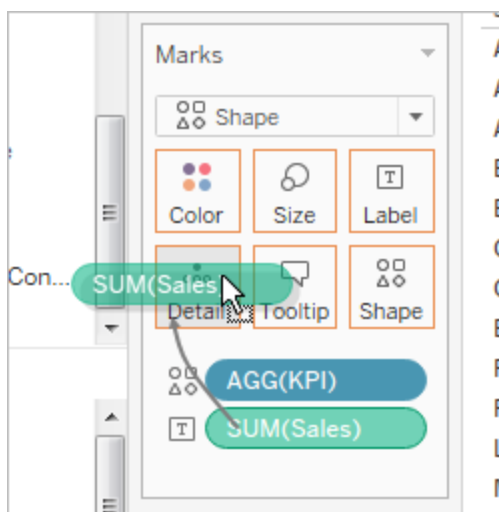 Marks
Shape
Color Size T Label
Con... SUM(Sales
Detail Tooltip Shape
AGG(KPI)
T SUM(Sales)